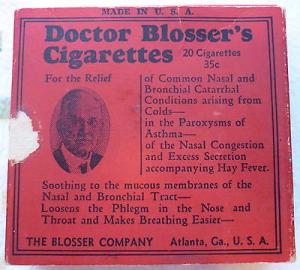 MADE IN U. S. A.
Doctor Blosser's
Cigarettes 20 Cigarettes
35c
For the Relief
of Common Nasal and
Bronchial Catarrhal
Conditions arising from
Colds—
in the Paroxysms of
Asthma—
of the Nasal Congestion
and Excess Secretion
accompanying Hay Fever.
Soothing to the mucous membranes of the
Nasal and Bronchial Tract—
Loosens the Phlegm in the Nose and
Throat and Makes Breathing Easier—
THE BLOSSER COMPANY Atlanta, Ga., U. S. A.